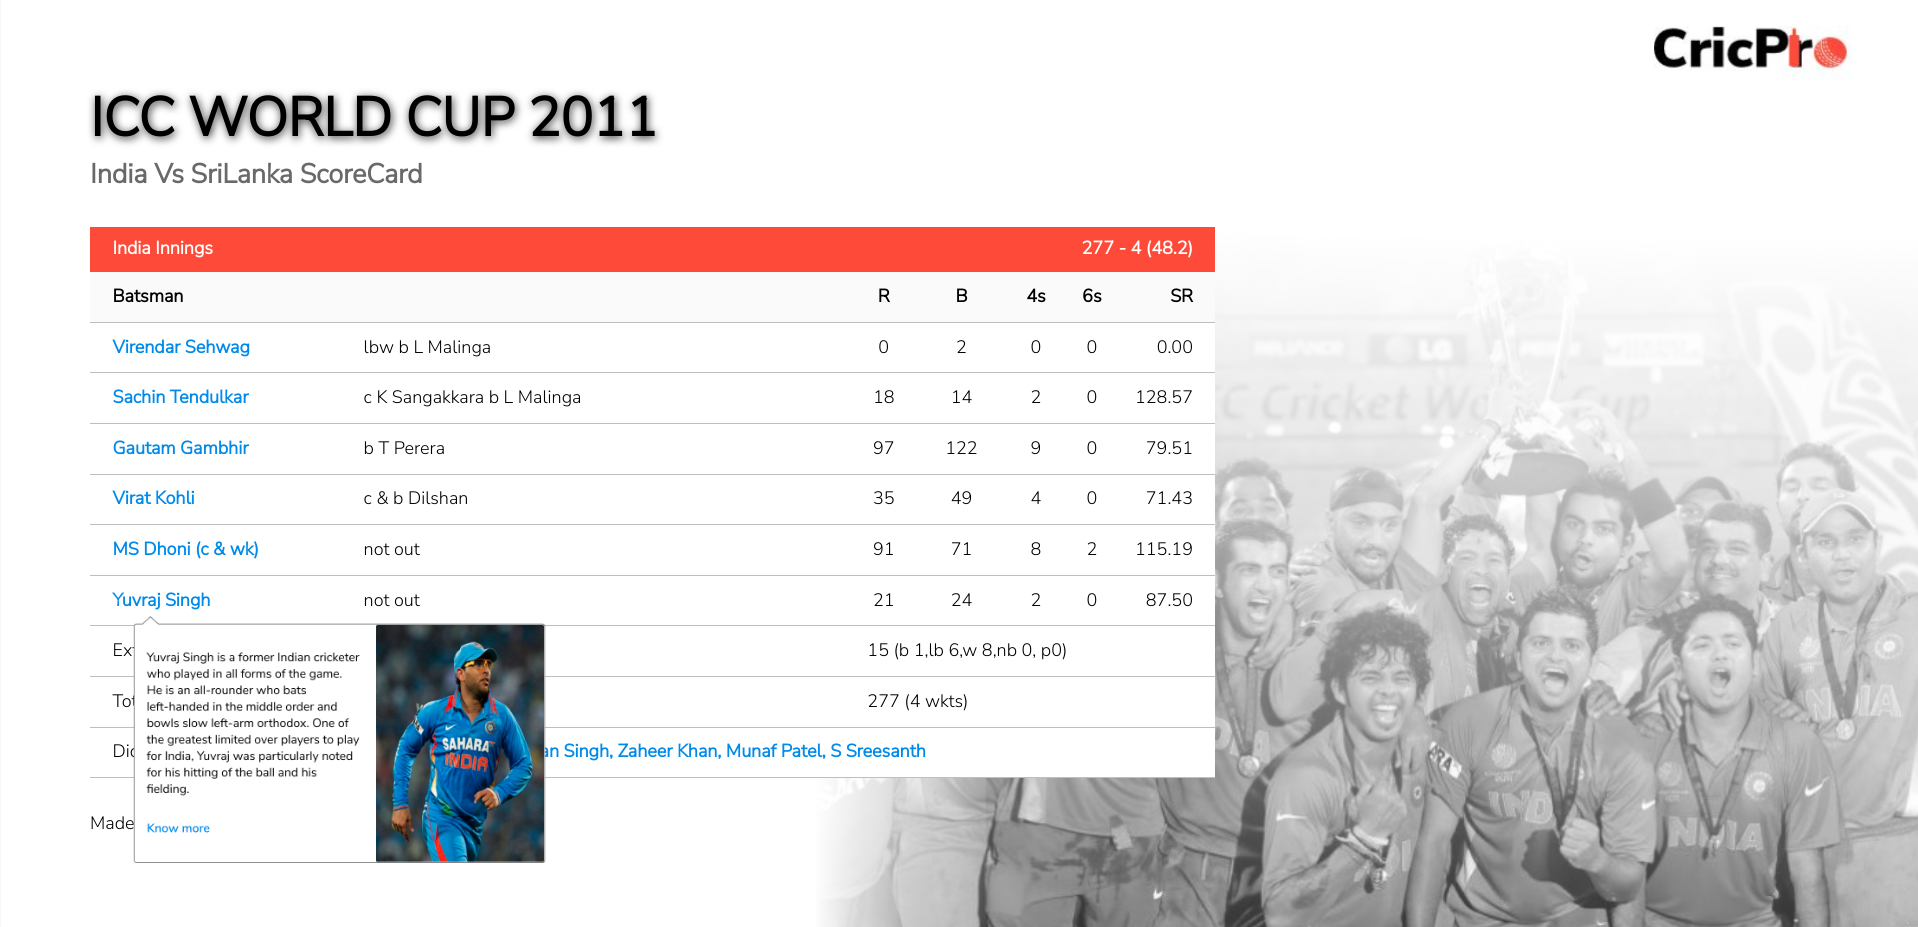 CricPro
ICC WORLD CUP 2011
India Vs SriLanka ScoreCard
India Innings 277 - 4 (48.2)
Batsman R B 4s 6s SR
Virendar Sehwag lbw b L Malinga 0 2 0 0 0.00
Sachin Tendulkar c K Sangakkara b L Malinga 18 14 2 0 128.57
Gautam Gambhir b T Perera 97 122 9 0 79.51
Virat Kohli c & b Dilshan 35 49 4 0 71.43
MS Dhoni (c & wk) not out 91 71 8 2 115.19
Yuvraj Singh not out 21 24 2 0 87.50
15 (b 1,lb 6,w 8,nb 0, p0)
277 (4 wkts)
Singh, Zaheer Khan, Munaf Patel, S Sreesanth
Made
Yuvraj Singh is a former Indian cricketer
who played in all forms of the game.
He is an all-rounder who bats
left-handed in the middle order and
bowls slow left-arm orthodox. One of
the greatest limited over players to play
for India, Yuvraj was particularly noted
for his hitting of the ball and his
fielding.
Know more
SAHARA
INDIA
LG
ICC Cricket World Cup
INDIA
INDIA